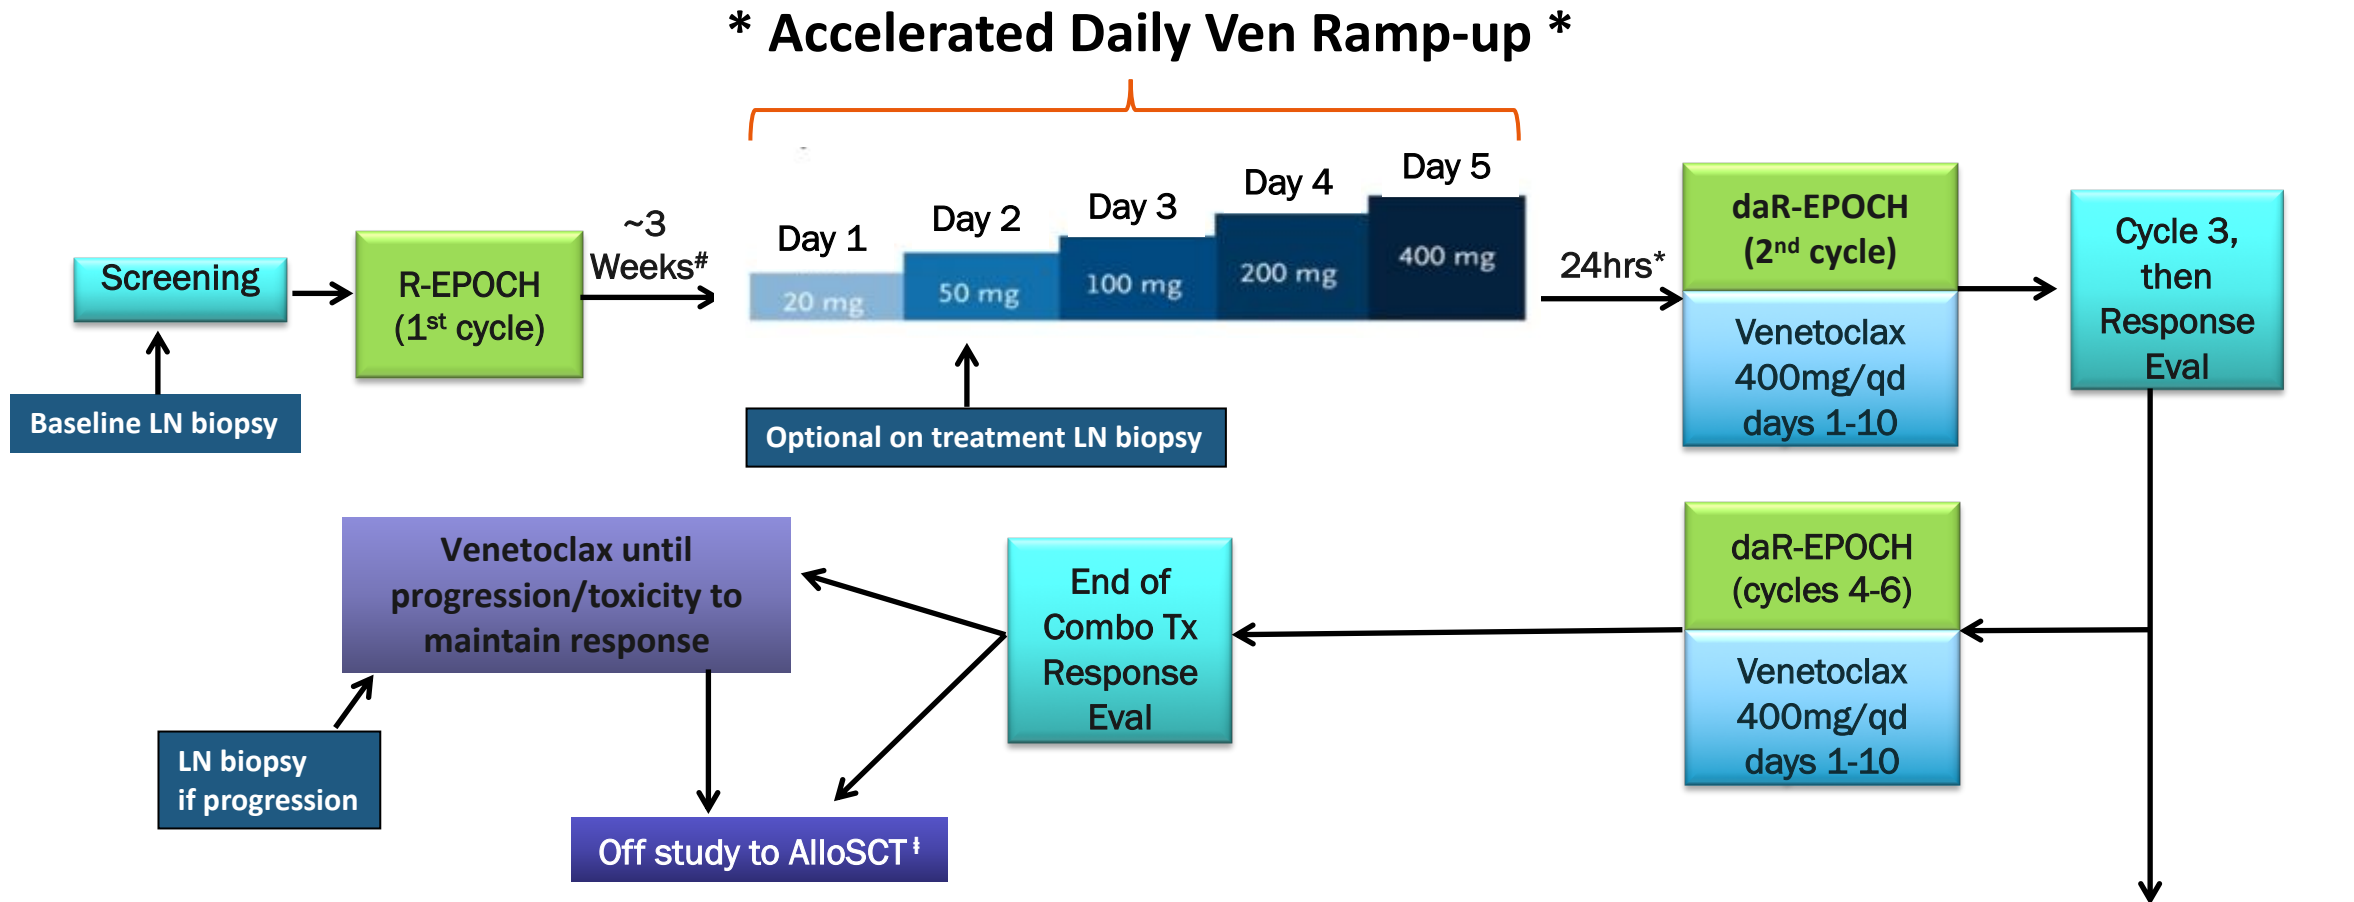 * Accelerated Daily Ven Ramp-up *
Screening
Baseline LN biopsy
R-EPOCH
(1st cycle)
~3
Weeks#
Day 1
20 mg
Day 2
50 mg
Day 3
100 mg
Day 4
200 mg
Day 5
400 mg
Optional on treatment LN biopsy
24hrs*
daR-EPOCH
(2nd cycle)
Venetoclax
400mg/qd
days 1-10
Cycle 3,
then
Response
Eval
daR-EPOCH
(cycles 4-6)
Venetoclax
400mg/qd
days 1-10
End of
Combo Tx
Response
Eval
Venetoclax until
progression/toxicity to
maintain response
LN biopsy
if progression
Off study to AlloSCTǂ